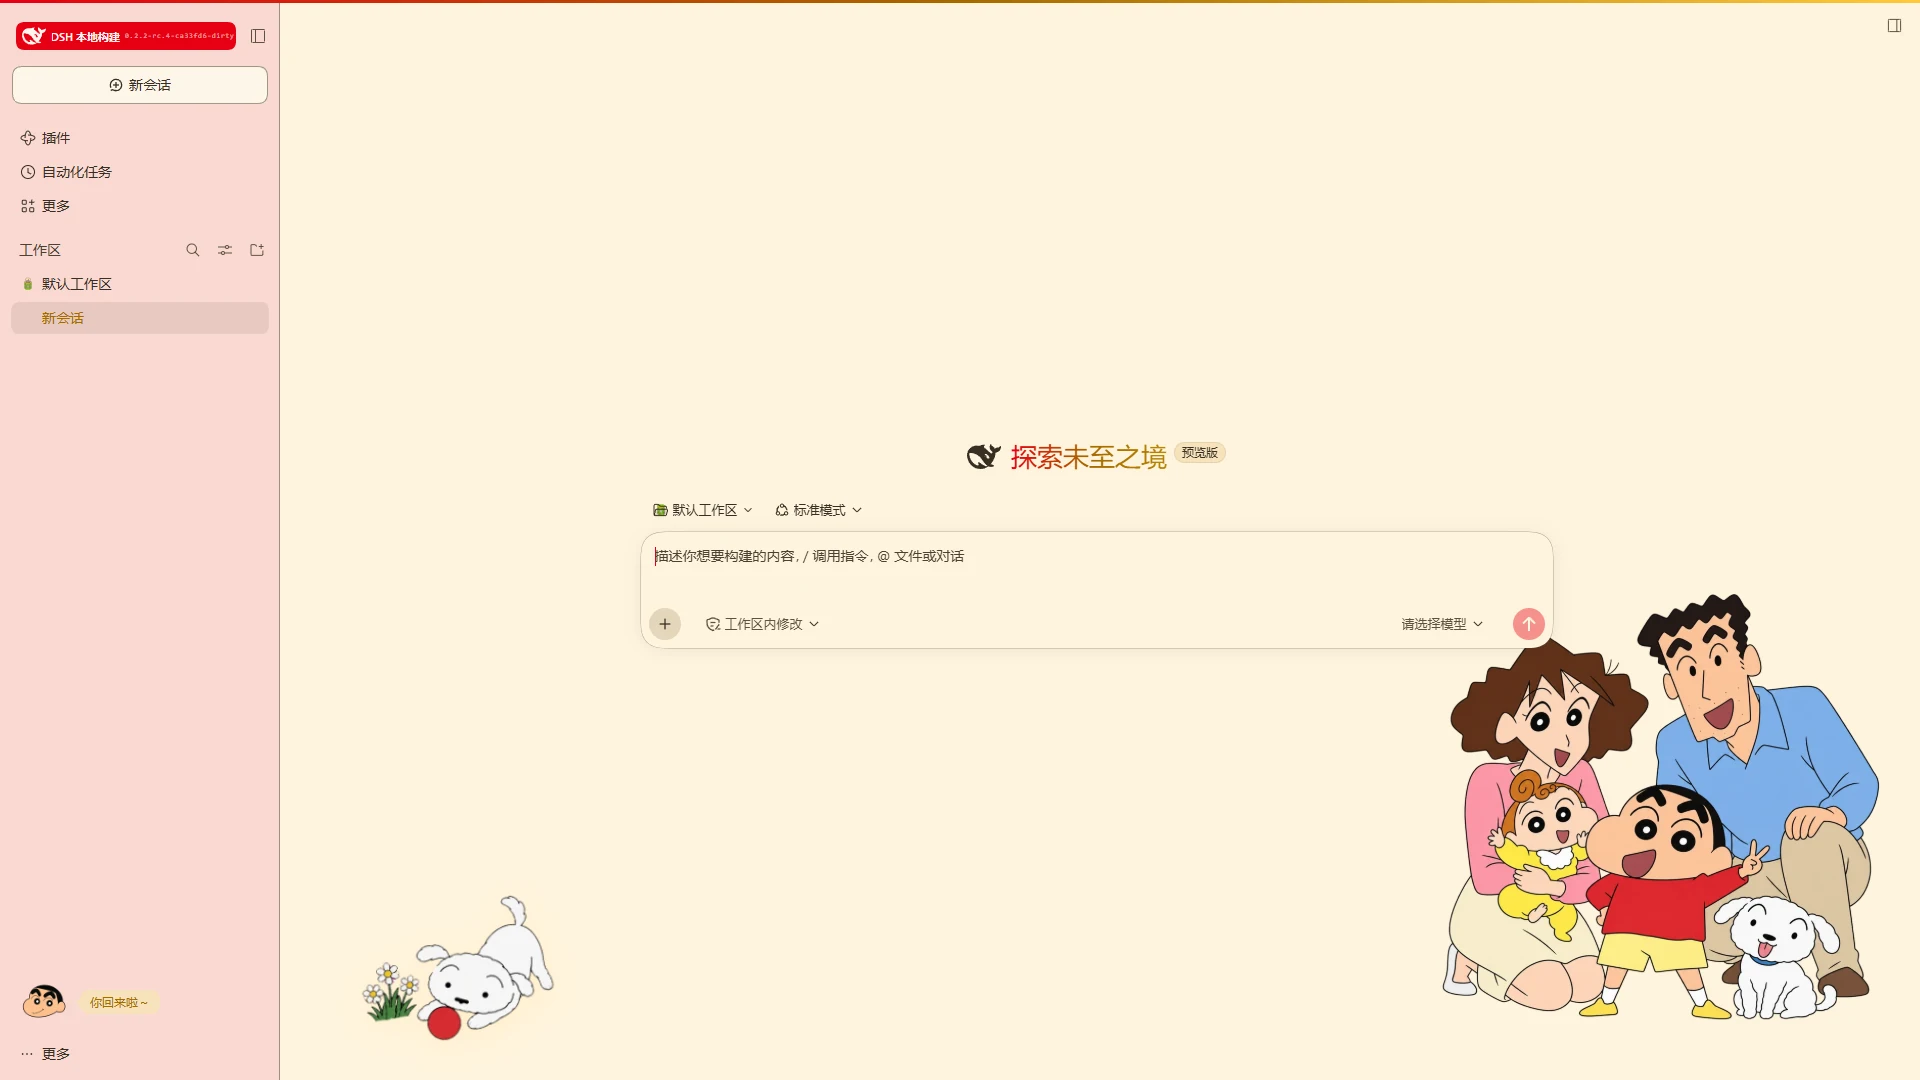 DSH 本地构建 0.2.2-rc.4-ca33fd6-dirty
新会话
插件
自动化任务
更多
工作区
默认工作区
新会话
探索未至之境 预览版
默认工作区 标准模式
描述你想要构建的内容, / 调用指令, @ 文件或对话
工作区内修改 请选择模型
你回来啦~
更多